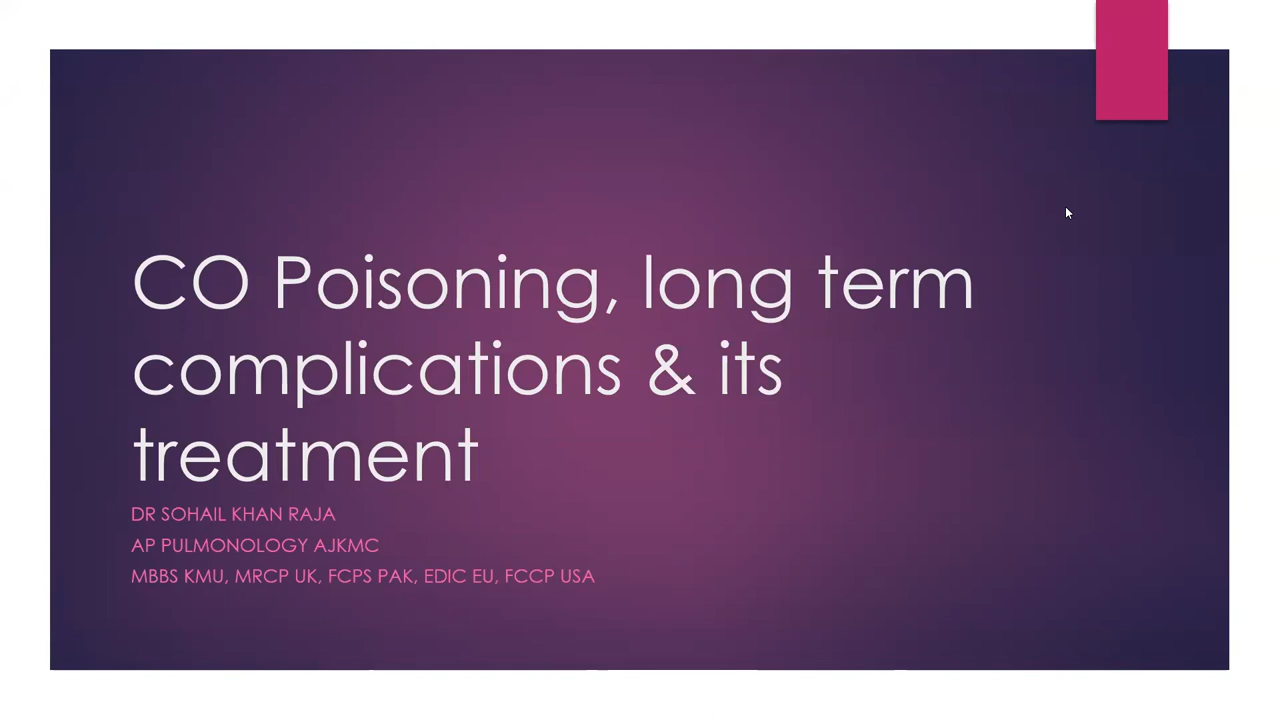 CO Poisoning, long term
complications & its
treatment
DR SOHAIL KHAN RAJA
AP PULMONOLOGY AJKMC
MBBS KMU, MRCP UK, FCPS PAK, EDIC EU, FCCP USA